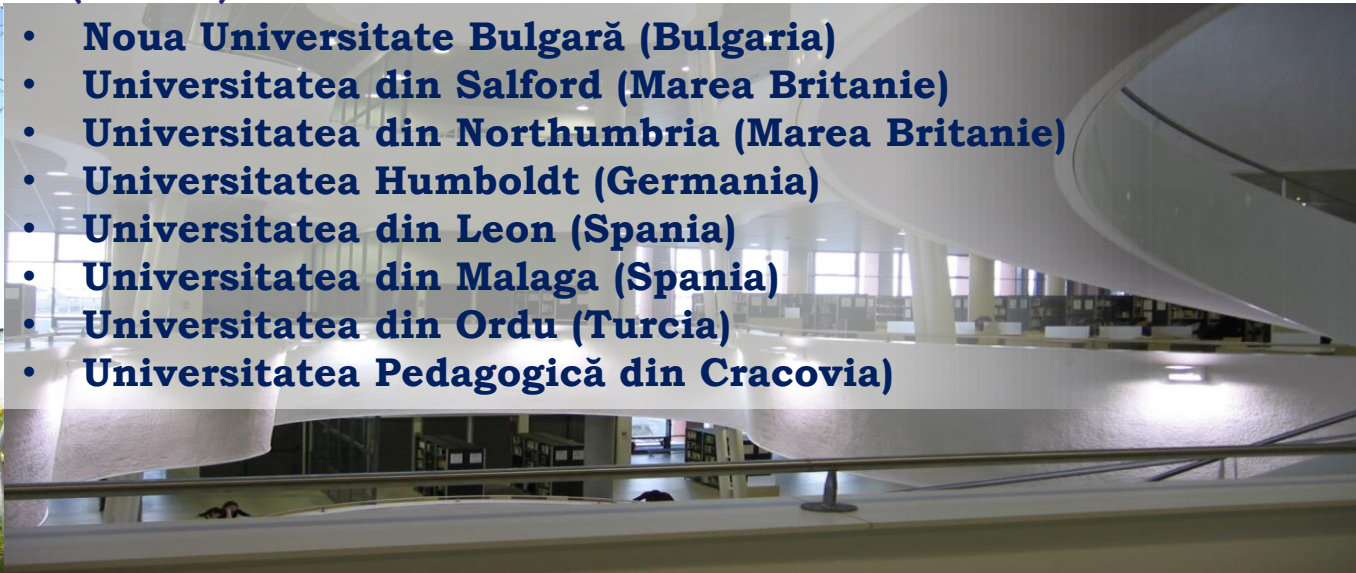 • Noua Universitate Bulgară (Bulgaria)
• Universitatea din Salford (Marea Britanie)
• Universitatea din Northumbria (Marea Britanie)
• Universitatea Humboldt (Germania)
• Universitatea din Leon (Spania)
• Universitatea din Malaga (Spania)
• Universitatea din Ordu (Turcia)
• Universitatea Pedagogică din Cracovia)